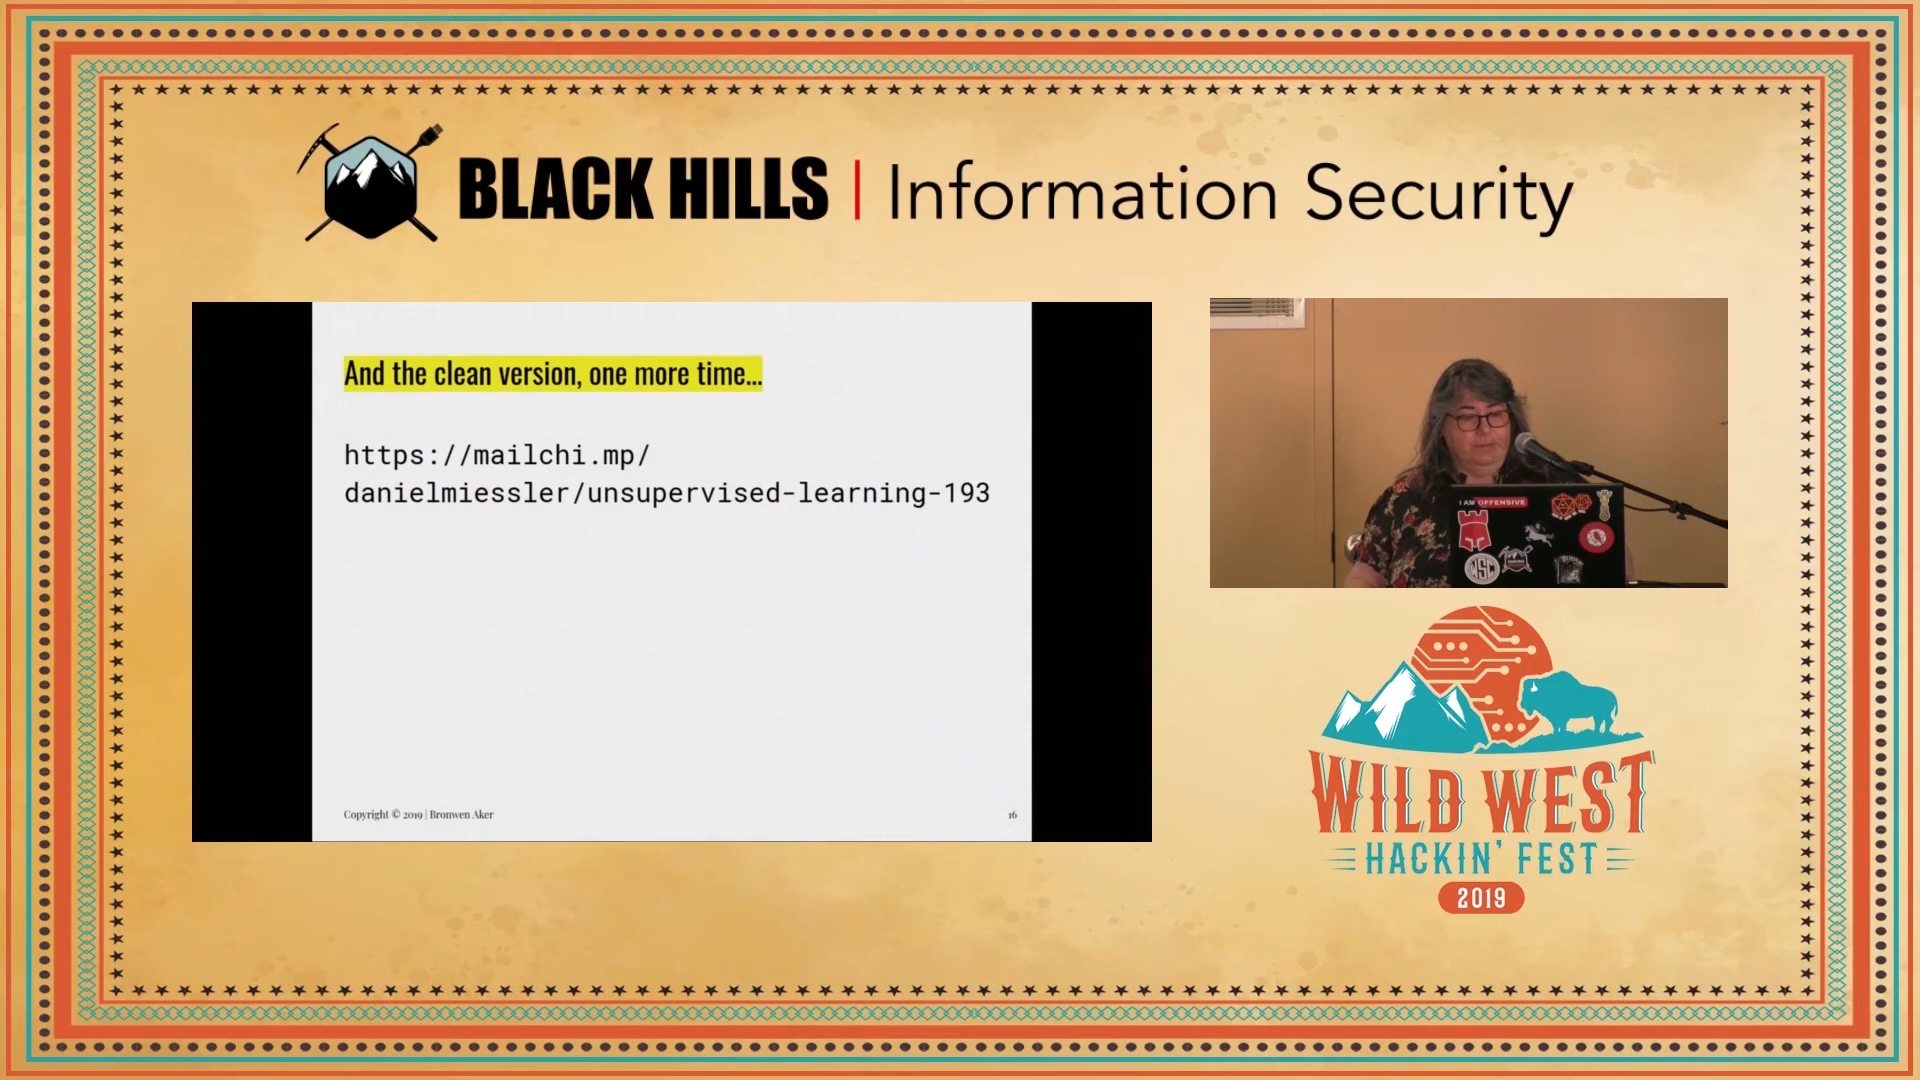 BLACK HILLS | Information Security
And the clean version, one more time...
https://mailchi.mp/
danielmiessler/unsupervised-learning-193
Copyright © 2019 | Bronwen Aker
16
I AM OFFENSIVE
WSC
WILD WEST
HACKIN' FEST
2019